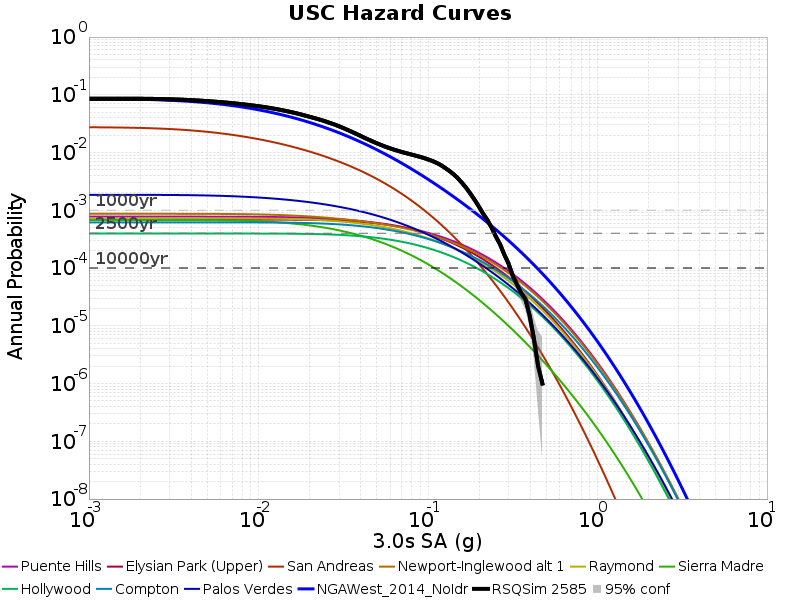 USC Hazard Curves
10^0
10^-1
10^-2
10^-3
10^-4
10^-5
10^-6
10^-7
10^-8
Annual Probability
1000yr
2500yr
10000yr
10^-3 10^-2 10^-1 10^0 10^1
3.0s SA (g)
Puente Hills Elysian Park (Upper) San Andreas Newport-Inglewood alt 1 Raymond Sierra Madre
Hollywood Compton Palos Verdes NGAWest_2014_NoIdr RSQSim 2585 95% conf